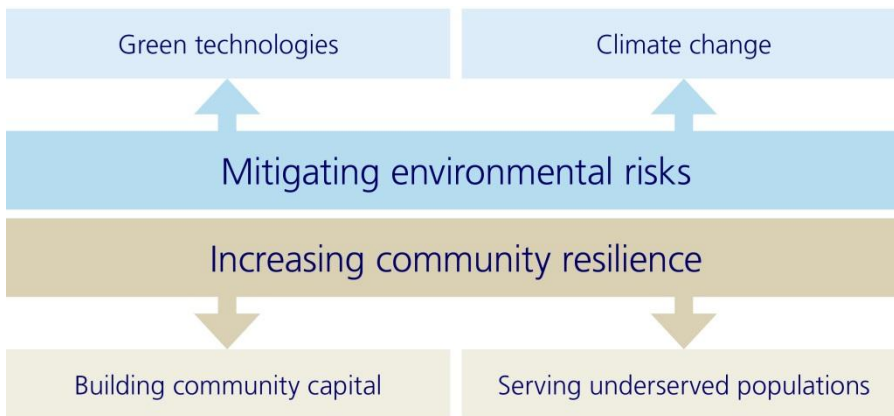 Green technologies
Climate change
Mitigating environmental risks
Increasing community resilience
Building community capital
Serving underserved populations